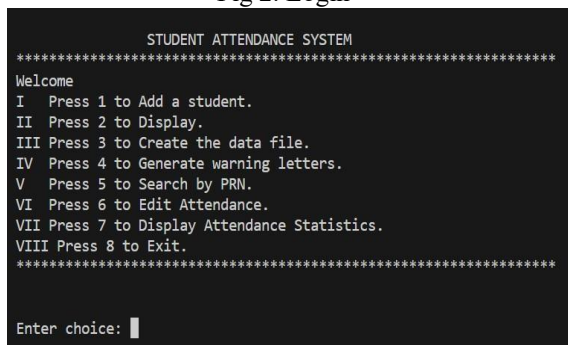 Fig 2. Login
STUDENT ATTENDANCE SYSTEM
******************************************************************
Welcome
I   Press 1 to Add a student.
II  Press 2 to Display.
III Press 3 to Create the data file.
IV  Press 4 to Generate warning letters.
V   Press 5 to Search by PRN.
VI  Press 6 to Edit Attendance.
VII Press 7 to Display Attendance Statistics.
VIII Press 8 to Exit.
******************************************************************
Enter choice: